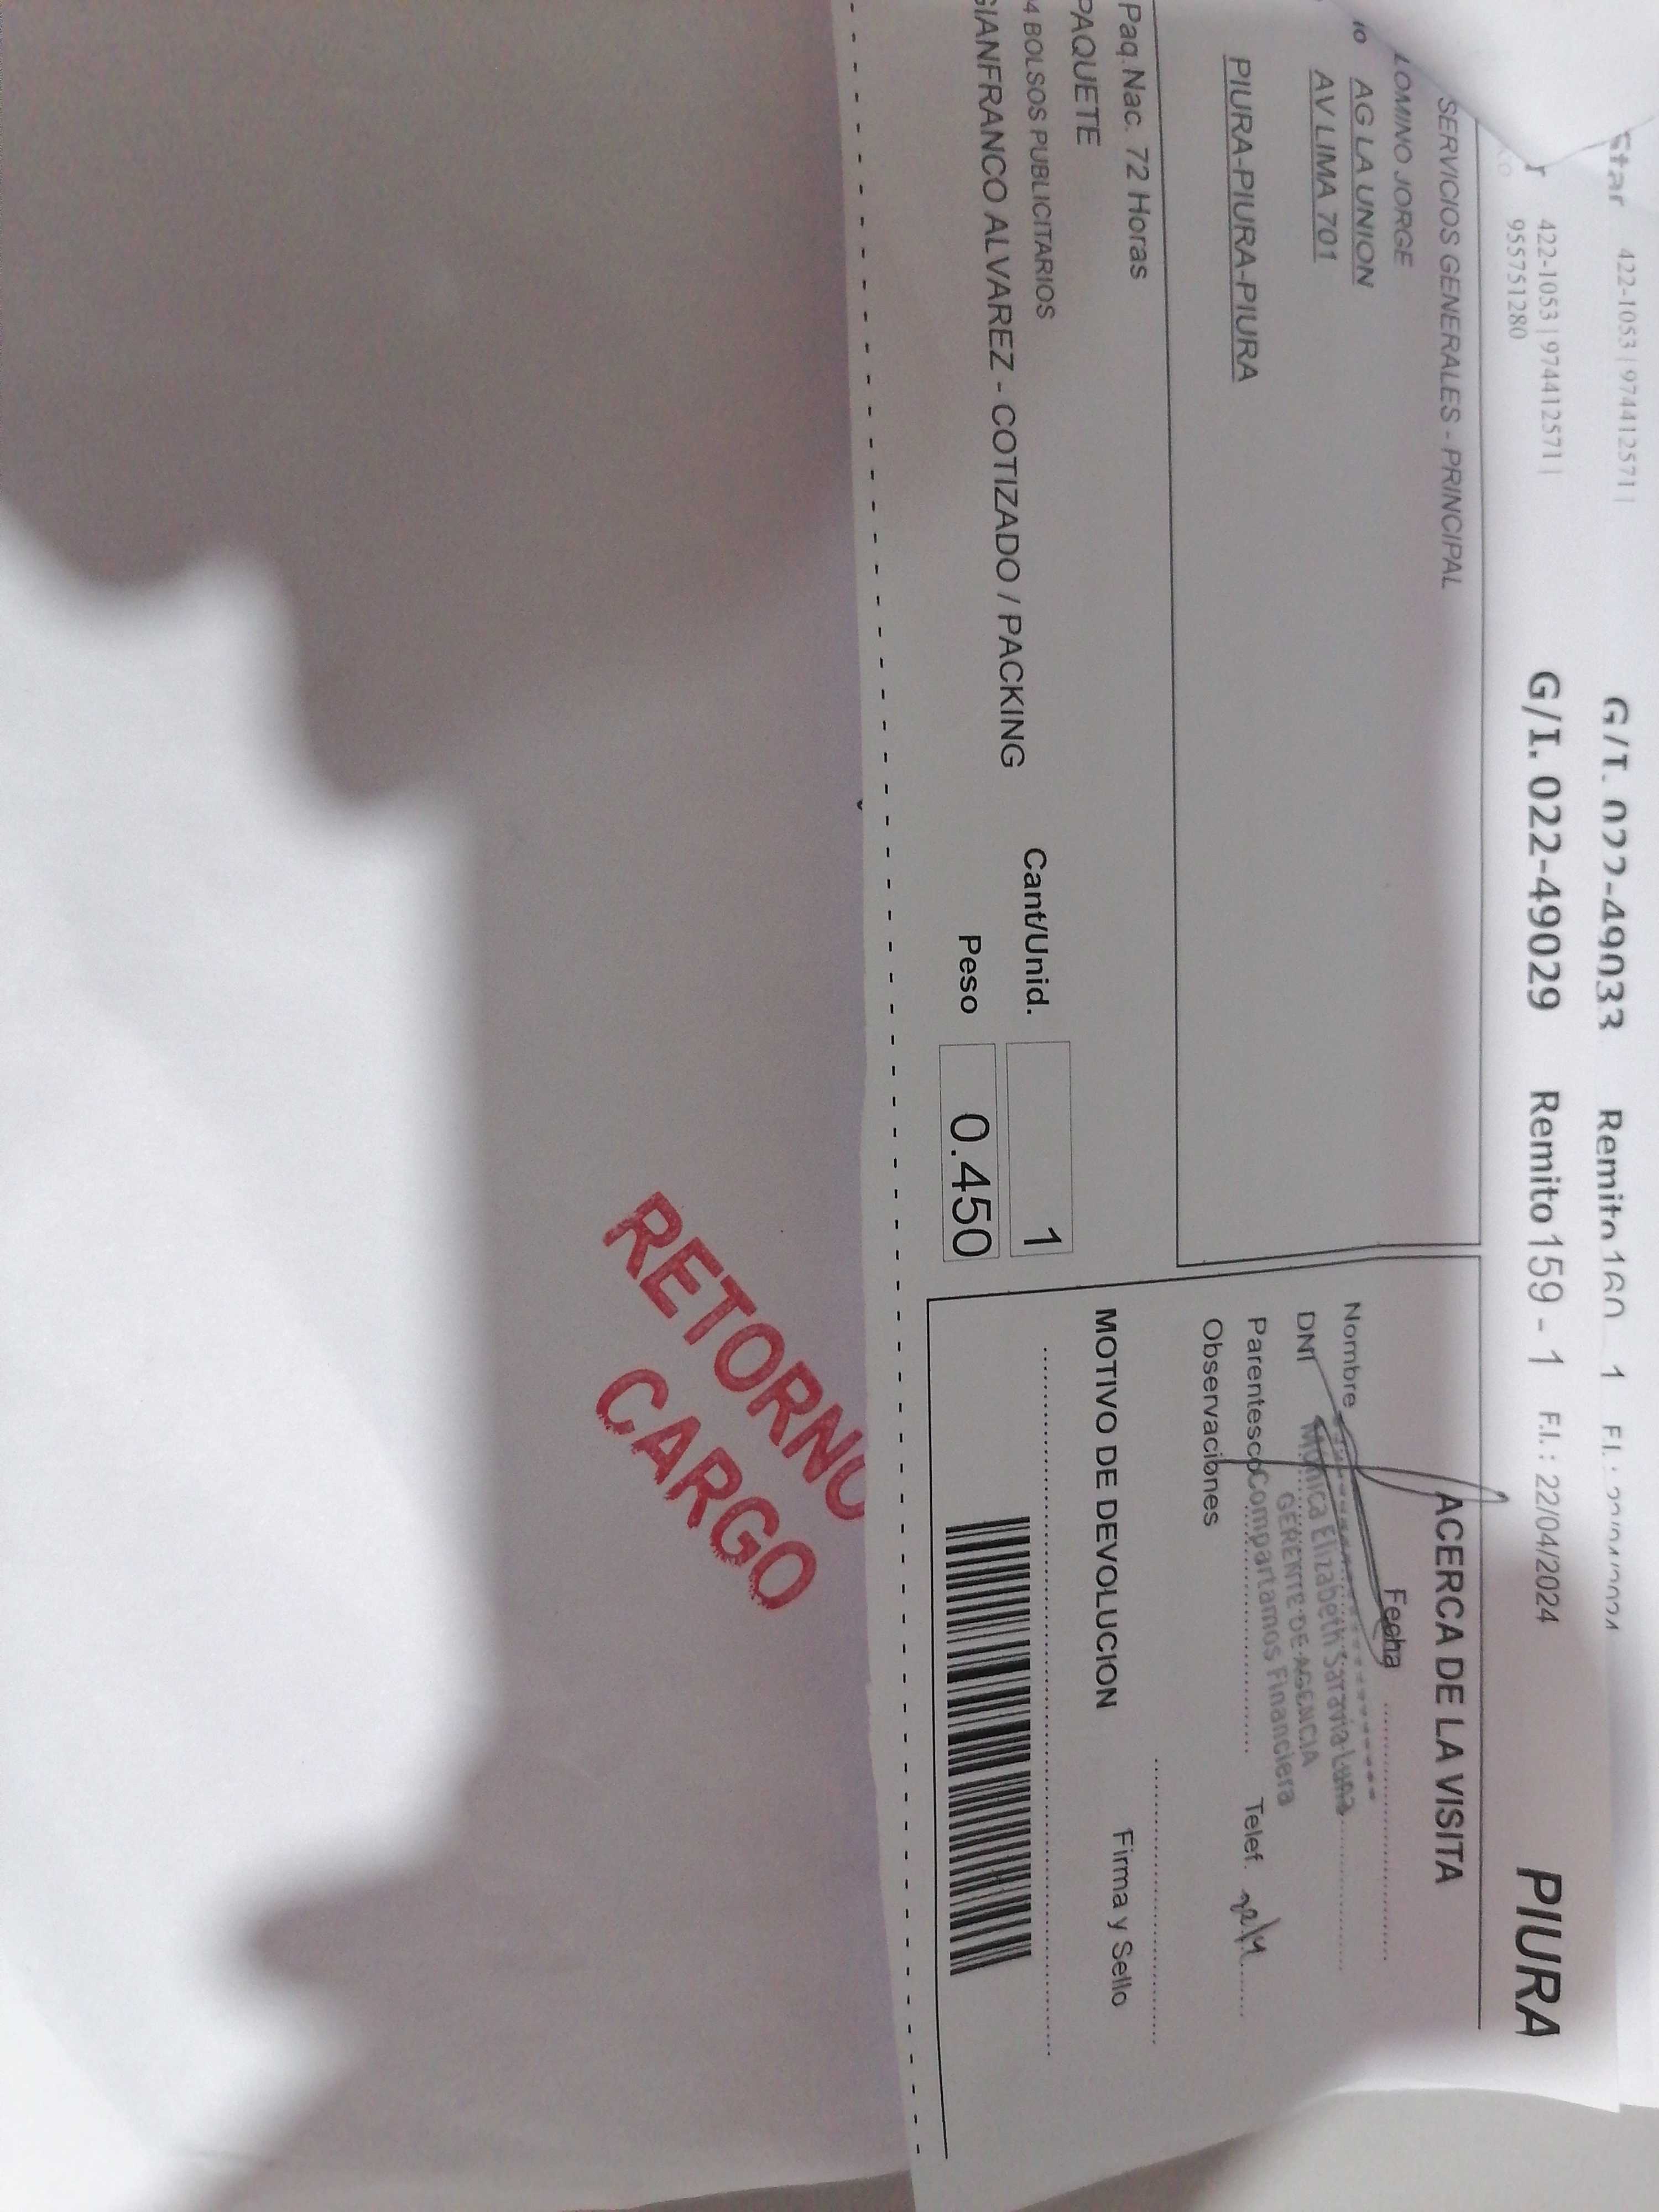 422-1053 | 974412571 |
G/I. 022-49033 Remito 160 1 F.I. :
422-1053 | 974412571 |
955751280
G/I. 022-49029 Remito 159 - 1 F.I. : 22/04/2024 PIURA
SERVICIOS GENERALES - PRINCIPAL
LOMINO JORGE
AG LA UNION
AV LIMA 701
PIURA-PIURA-PIURA
ACERCA DE LA VISITA
Fecha
Nombre
DNI
Parentesco
Telef. 22/4
Observaciones
Mónica Elizabeth Saravia Luna
GERENTE DE AGENCIA
Compartamos Financiera
Paq.Nac. 72 Horas
PAQUETE
4 BOLSOS PUBLICITARIOS
GIANFRANCO ALVAREZ - COTIZADO / PACKING
Cant/Unid. 1
Peso 0.450
MOTIVO DE DEVOLUCION
Firma y Sello
RETORNO
CARGO